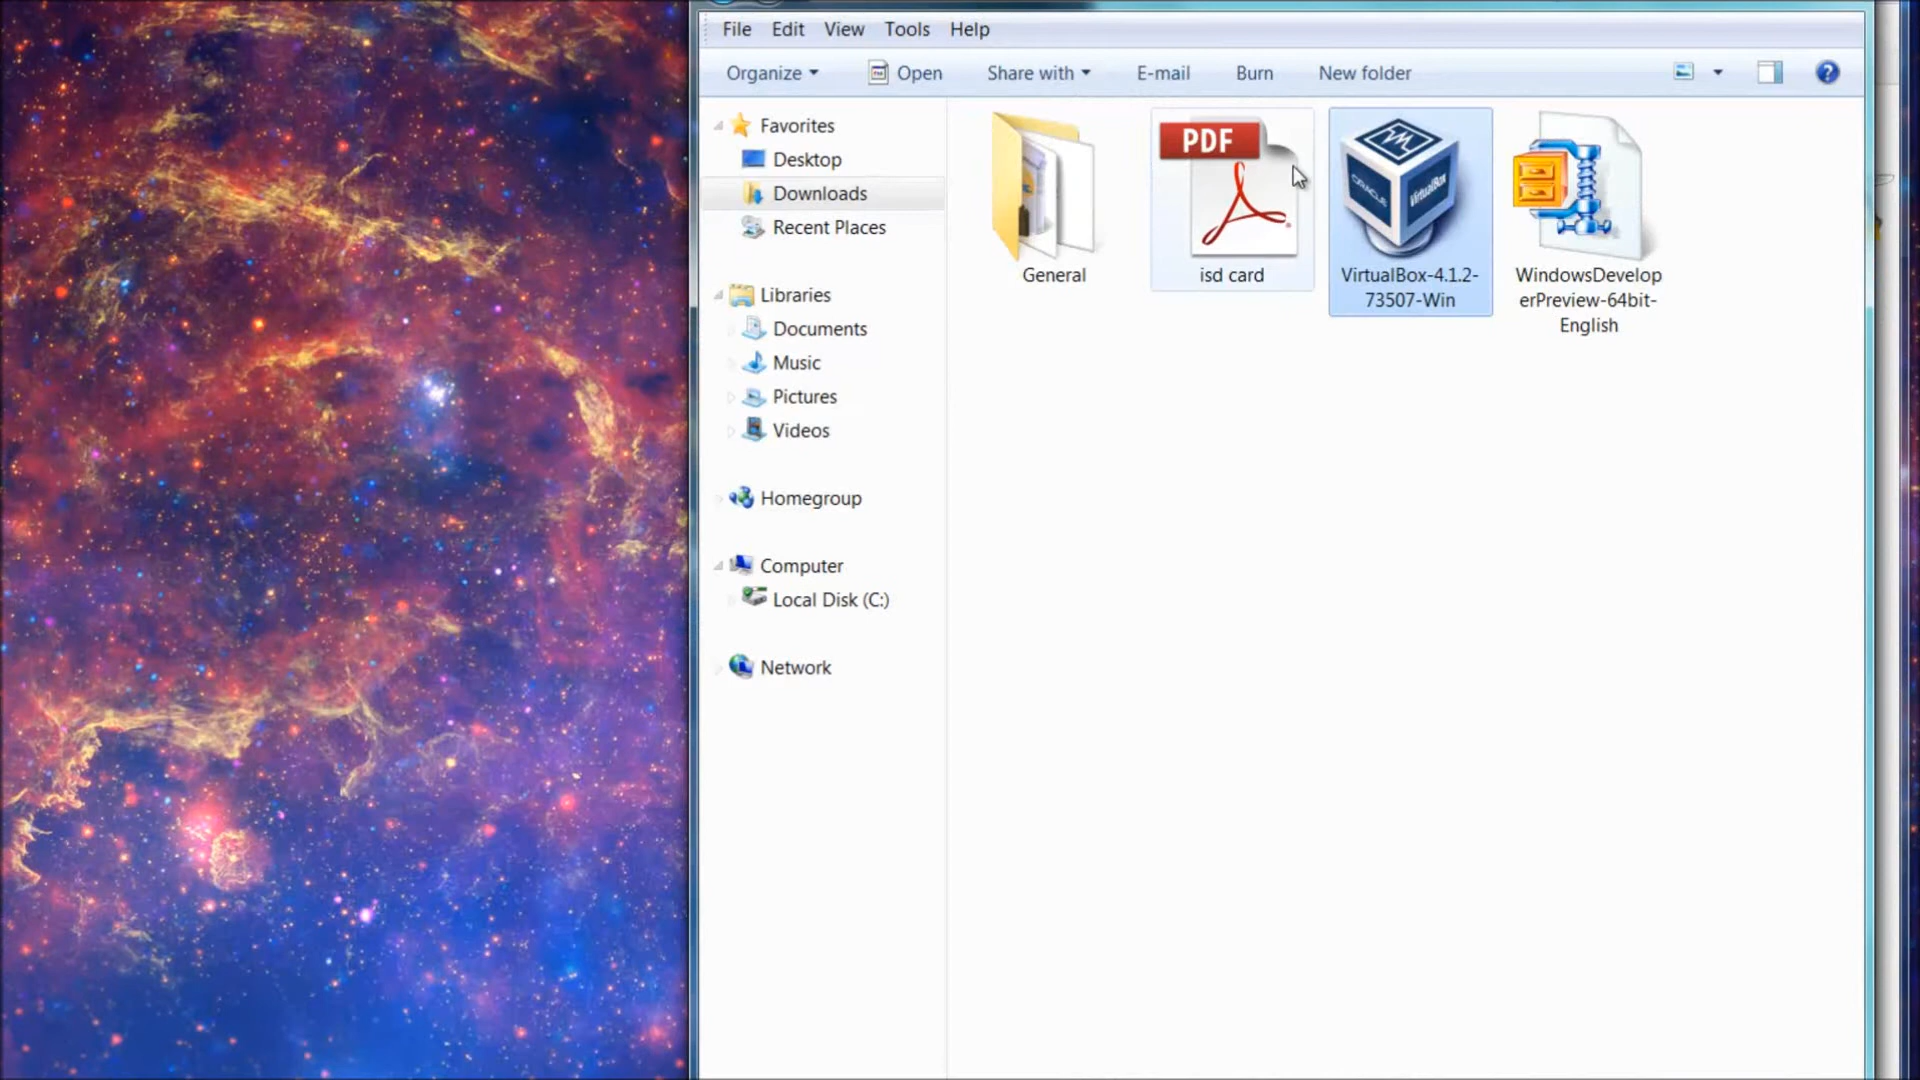 File Edit View Tools Help
Organize Open Share with E-mail Burn New folder
Favorites
Desktop
Downloads
Recent Places
Libraries
Documents
Music
Pictures
Videos
Homegroup
Computer
Local Disk (C:)
Network
General
PDF
isd card
ORACLE
VirtualBox
VirtualBox-4.1.2-
73507-Win
WindowsDevelop
erPreview-64bit-
English